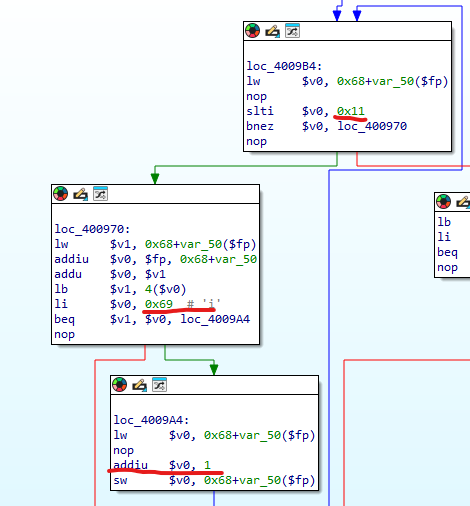 loc_4009B4:
lw $v0, 0x68+var_50($fp)
nop
slti $v0, 0x11
bnez $v0, loc_400970
nop
loc_400970:
lw $v1, 0x68+var_50($fp)
addiu $v0, $fp, 0x68+var_50
addu $v0, $v1
lb $v1, 4($v0)
li $v0, 0x69 # 'i'
beq $v1, $v0, loc_4009A4
nop
lb
li
beq
nop
loc_4009A4:
lw $v0, 0x68+var_50($fp)
nop
addiu $v0, 1
sw $v0, 0x68+var_50($fp)